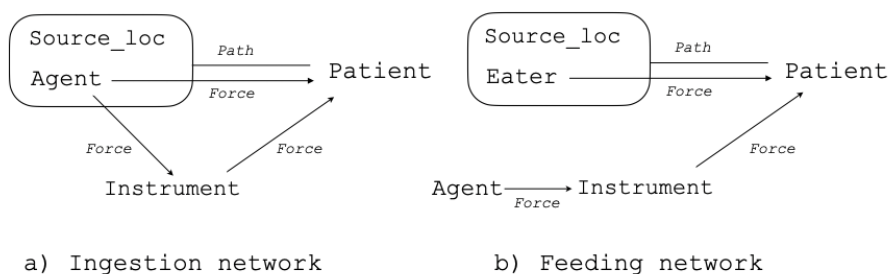 Source_loc
Path
Agent
Patient
Force
Force
Force
Instrument
a) Ingestion network
Source_loc
Path
Eater
Patient
Force
Force
Agent
Instrument
Force
b) Feeding network